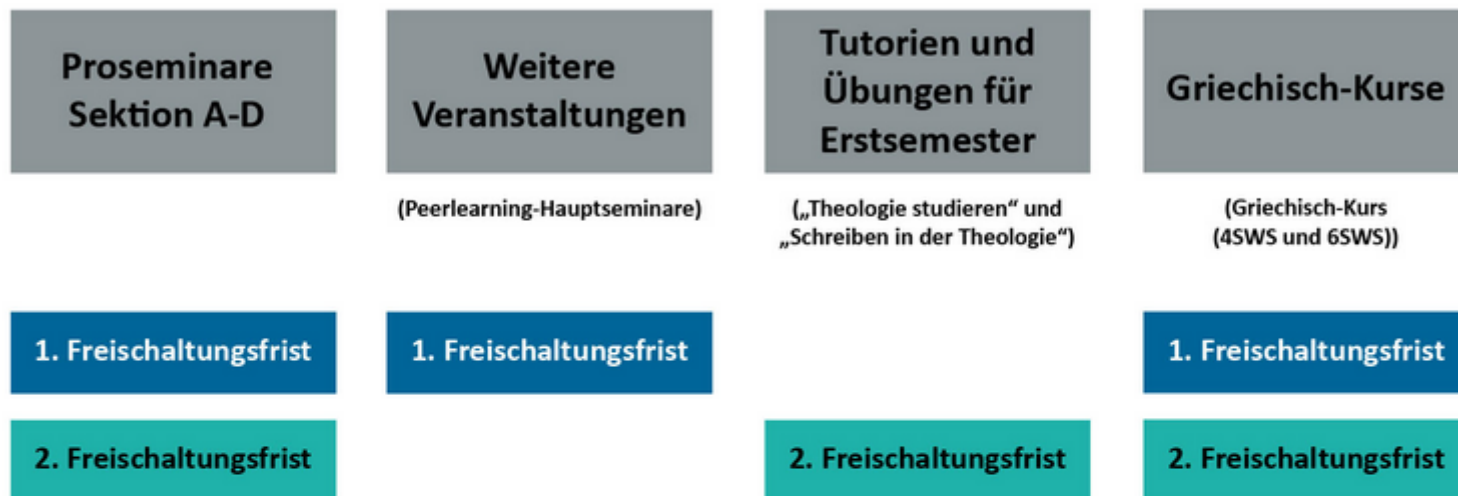 Proseminare
Sektion A-D
Weitere
Veranstaltungen
(Peerlearning-Hauptseminare)
Tutorien und
Übungen für
Erstsemester
(„Theologie studieren“ und
„Schreiben in der Theologie“)
Griechisch-Kurse
(Griechisch-Kurs
(4SWS und 6SWS))
1. Freischaltungsfrist
1. Freischaltungsfrist
1. Freischaltungsfrist
2. Freischaltungsfrist
2. Freischaltungsfrist
2. Freischaltungsfrist